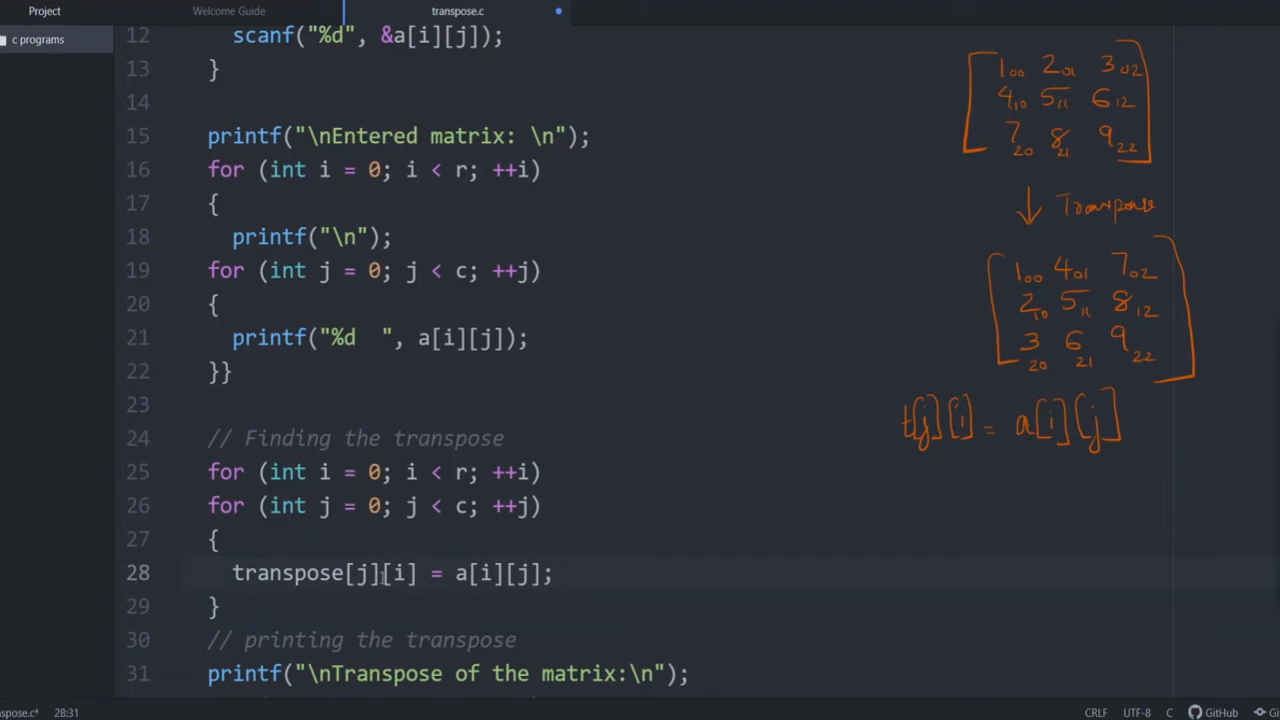 Project
Welcome Guide
transpose.c
c programs
12 scanf("%d", &a[i][j]);
13 }
14
15 printf("\nEntered matrix: \n");
16 for (int i = 0; i < r; ++i)
17 {
18 printf("\n");
19 for (int j = 0; j < c; ++j)
20 {
21 printf("%d  ", a[i][j]);
22 }}
23
24 // Finding the transpose
25 for (int i = 0; i < r; ++i)
26 for (int j = 0; j < c; ++j)
27 {
28 transpose[j][i] = a[i][j];
29 }
30 // printing the transpose
31 printf("\nTranspose of the matrix:\n");
1 00 2 01 3 02
4 10 5 11 6 12
7 20 8 21 9 22
↓ Transpose
1 00 4 01 7 02
2 10 5 11 8 12
3 20 6 21 9 22
t[j][i] = a[i][j]
spose.c* 28:31 CRLF UTF-8 C GitHub